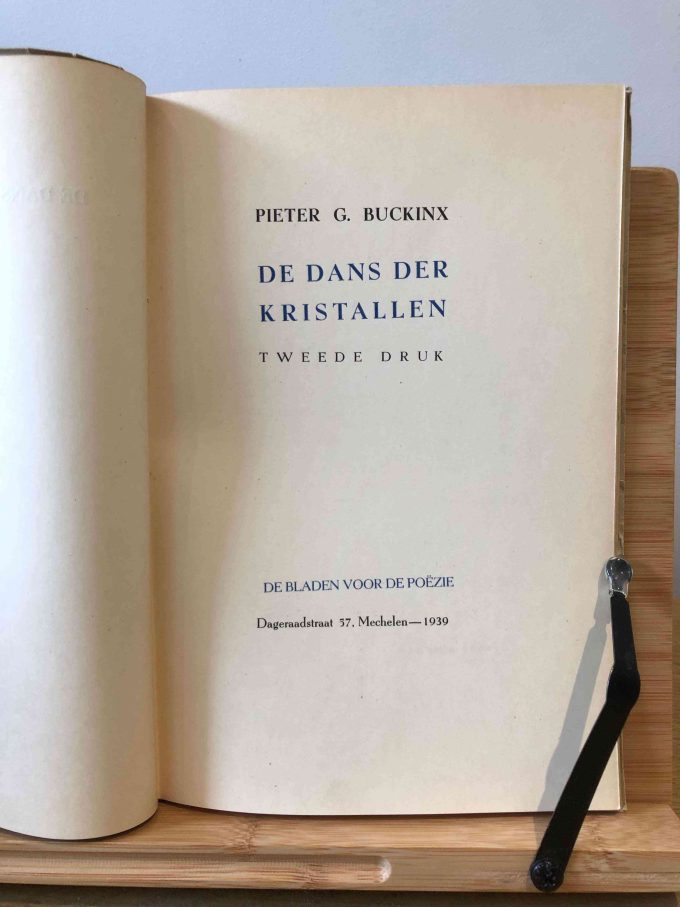 PIETER G. BUCKINX
DE DANS DER
KRISTALLEN
TWEEDE DRUK
DE BLADEN VOOR DE POËZIE
Dageraadstraat 37, Mechelen—1939